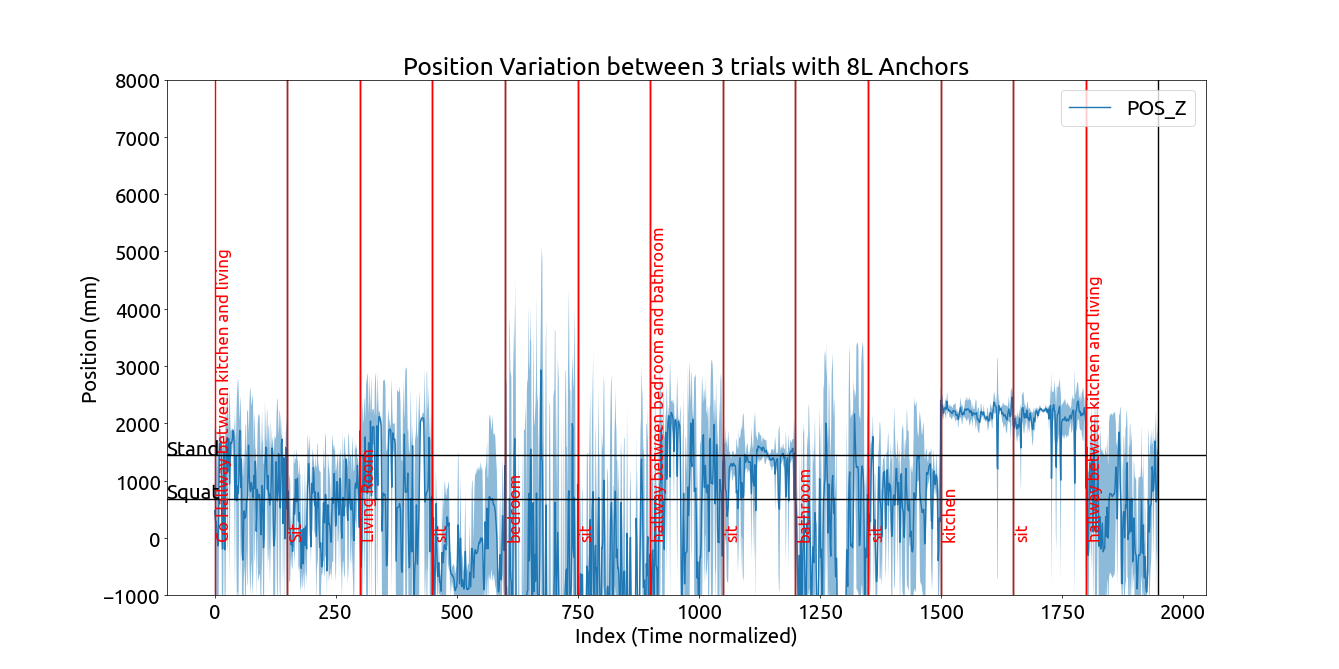 Position Variation between 3 trials with 8L Anchors
POS_Z
Position (mm)
8000
7000
6000
5000
4000
3000
2000
1000
0
−1000
Stand
Squat
Go Hallway between kitchen and living
Sit
Living Room
sit
bedroom
sit
hallway between bedroom and bathroom
sit
bathroom
sit
kitchen
sit
hallway between kitchen and living
0
250
500
750
1000
1250
1500
1750
2000
Index (Time normalized)